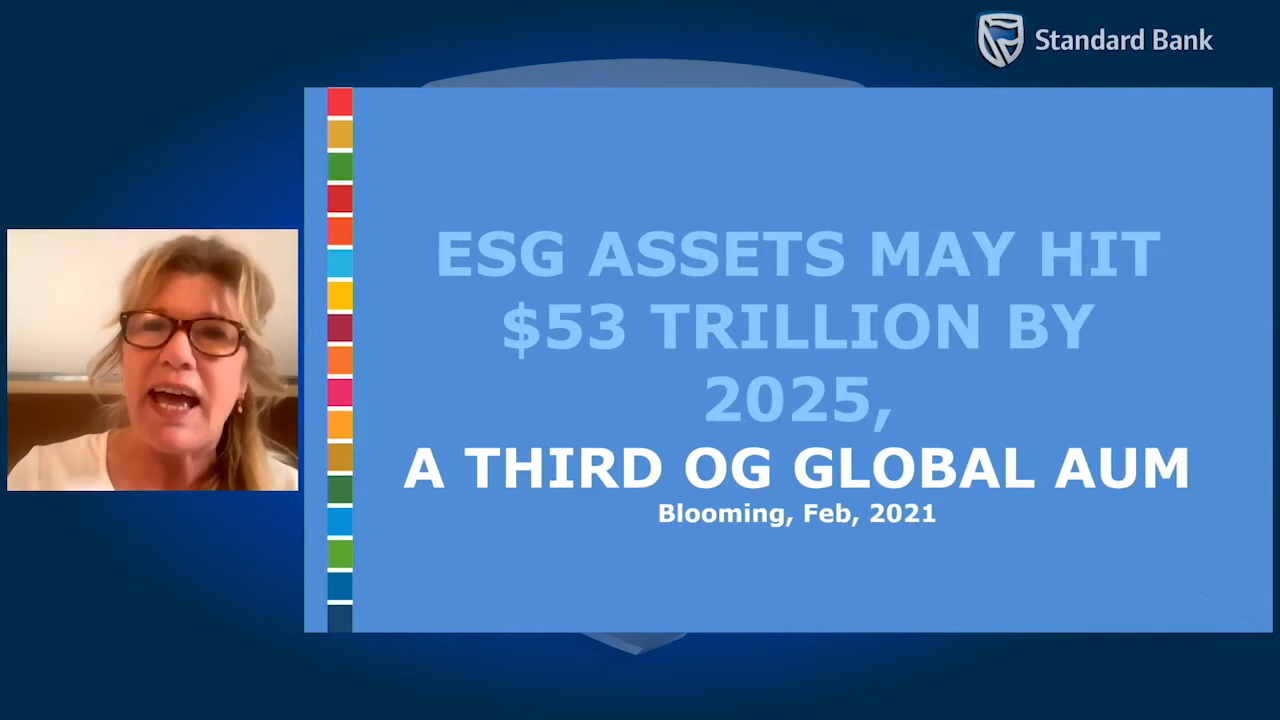 Standard Bank
ESG ASSETS MAY HIT
$53 TRILLION BY
2025,
A THIRD OG GLOBAL AUM
Blooming, Feb, 2021